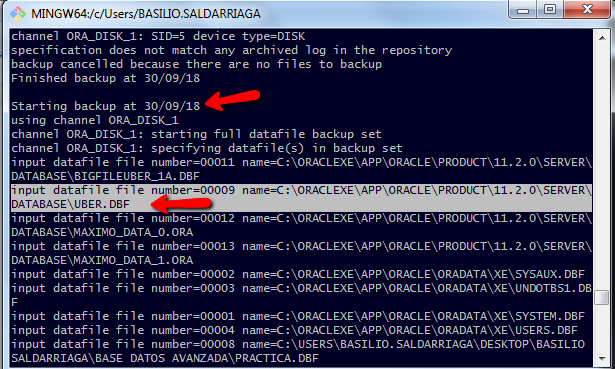 MINGW64:/c/Users/BASILIO.SALDARRIAGA
channel ORA_DISK_1: SID=5 device type=DISK
specification does not match any archived log in the repository
backup cancelled because there are no files to backup
Finished backup at 30/09/18
Starting backup at 30/09/18
using channel ORA_DISK_1
channel ORA_DISK_1: starting full datafile backup set
channel ORA_DISK_1: specifying datafile(s) in backup set
input datafile file number=00011 name=C:\ORACLEXE\APP\ORACLE\PRODUCT\11.2.0\SERVER\
DATABASE\BIGFILEUBER_1A.DBF
input datafile file number=00009 name=C:\ORACLEXE\APP\ORACLE\PRODUCT\11.2.0\SERVER\
DATABASE\UBER.DBF
input datafile file number=00012 name=C:\ORACLEXE\APP\ORACLE\PRODUCT\11.2.0\SERVER\
DATABASE\MAXIMO_DATA_0.ORA
input datafile file number=00013 name=C:\ORACLEXE\APP\ORACLE\PRODUCT\11.2.0\SERVER\
DATABASE\MAXIMO_DATA_1.ORA
input datafile file number=00002 name=C:\ORACLEXE\APP\ORACLE\ORADATA\XE\SYSAUX.DBF
input datafile file number=00003 name=C:\ORACLEXE\APP\ORACLE\ORADATA\XE\UNDOTBS1.DB
F
input datafile file number=00001 name=C:\ORACLEXE\APP\ORACLE\ORADATA\XE\SYSTEM.DBF
input datafile file number=00004 name=C:\ORACLEXE\APP\ORACLE\ORADATA\XE\USERS.DBF
input datafile file number=00008 name=C:\USERS\BASILIO.SALDARRIAGA\DESKTOP\BASILIO
SALDARRIAGA\BASE DATOS AVANZADA\PRACTICA.DBF